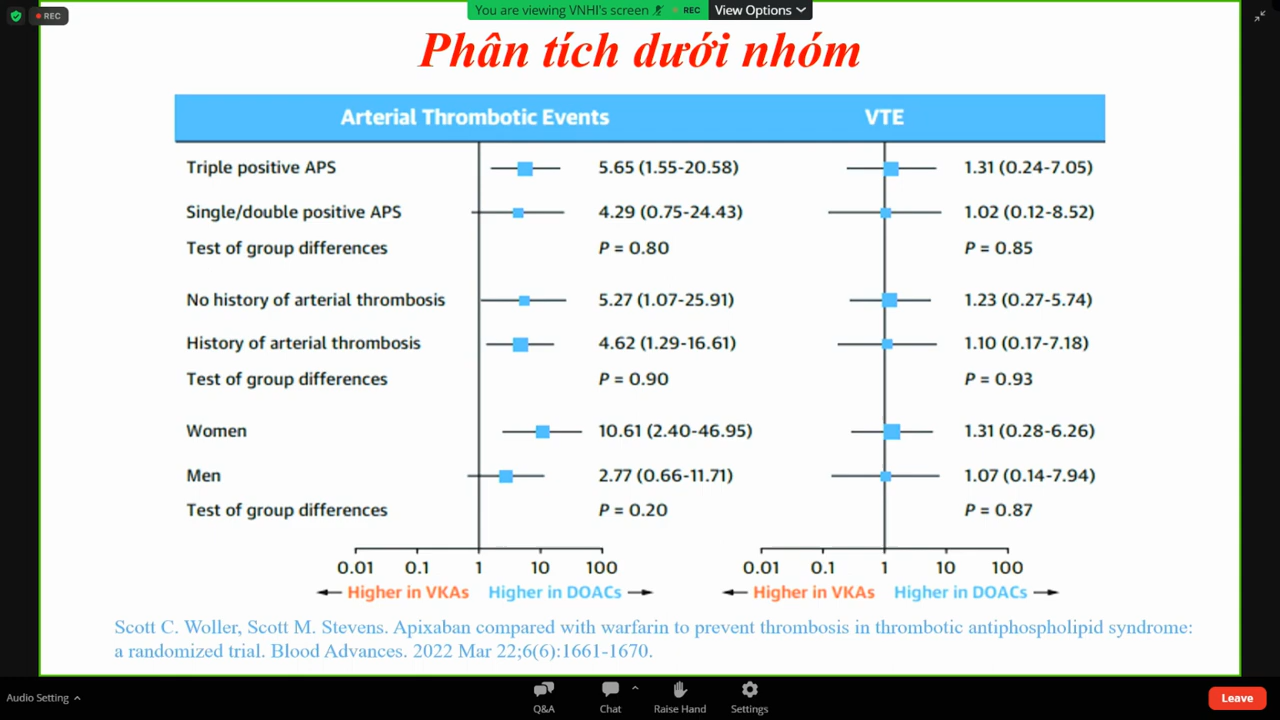 REC
You are viewing VNHI's screen
REC
View Options
Phân tích dưới nhóm
Arterial Thrombotic Events VTE
Triple positive APS 5.65 (1.55-20.58) 1.31 (0.24-7.05)
Single/double positive APS 4.29 (0.75-24.43) 1.02 (0.12-8.52)
Test of group differences P = 0.80 P = 0.85
No history of arterial thrombosis 5.27 (1.07-25.91) 1.23 (0.27-5.74)
History of arterial thrombosis 4.62 (1.29-16.61) 1.10 (0.17-7.18)
Test of group differences P = 0.90 P = 0.93
Women 10.61 (2.40-46.95) 1.31 (0.28-6.26)
Men 2.77 (0.66-11.71) 1.07 (0.14-7.94)
Test of group differences P = 0.20 P = 0.87
0.01 0.1 1 10 100 0.01 0.1 1 10 100
Higher in VKAs Higher in DOACs Higher in VKAs Higher in DOACs
Scott C. Woller, Scott M. Stevens. Apixaban compared with warfarin to prevent thrombosis in thrombotic antiphospholipid syndrome:
a randomized trial. Blood Advances. 2022 Mar 22;6(6):1661-1670.
Audio Setting
Q&A
Chat
Raise Hand
Settings
Leave